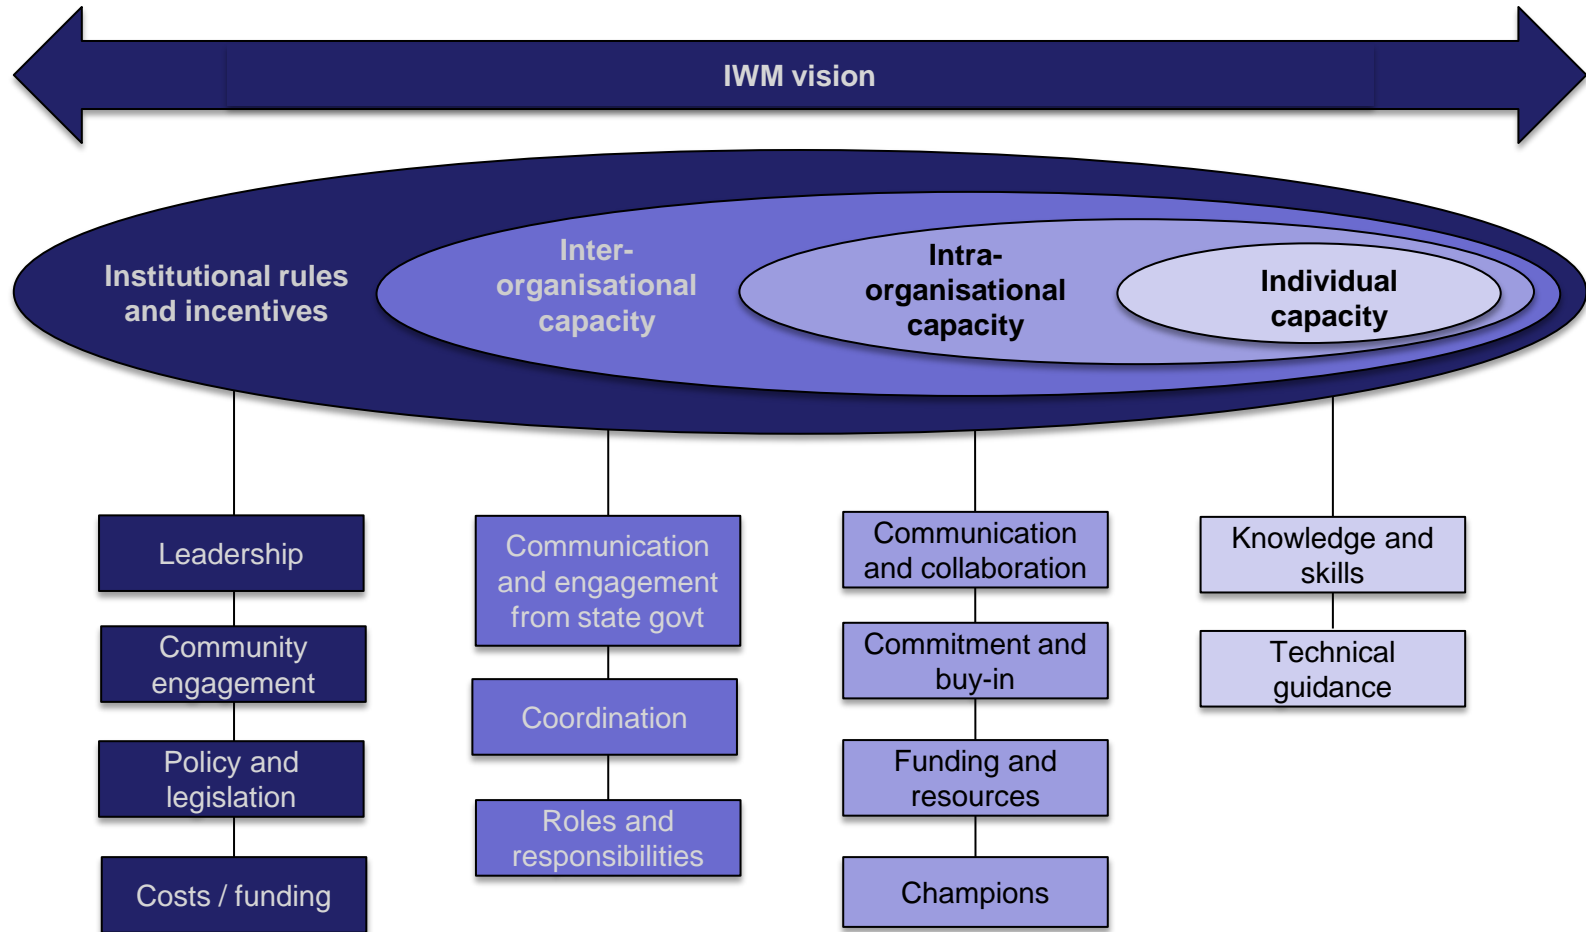 IWM vision
Institutional rules
and incentives
Inter-
organisational
capacity
Intra-
organisational
capacity
Individual
capacity
Leadership
Community
engagement
Policy and
legislation
Costs / funding
Communication
and engagement
from state govt
Coordination
Roles and
responsibilities
Communication
and collaboration
Commitment and
buy-in
Funding and
resources
Champions
Knowledge and
skills
Technical
guidance